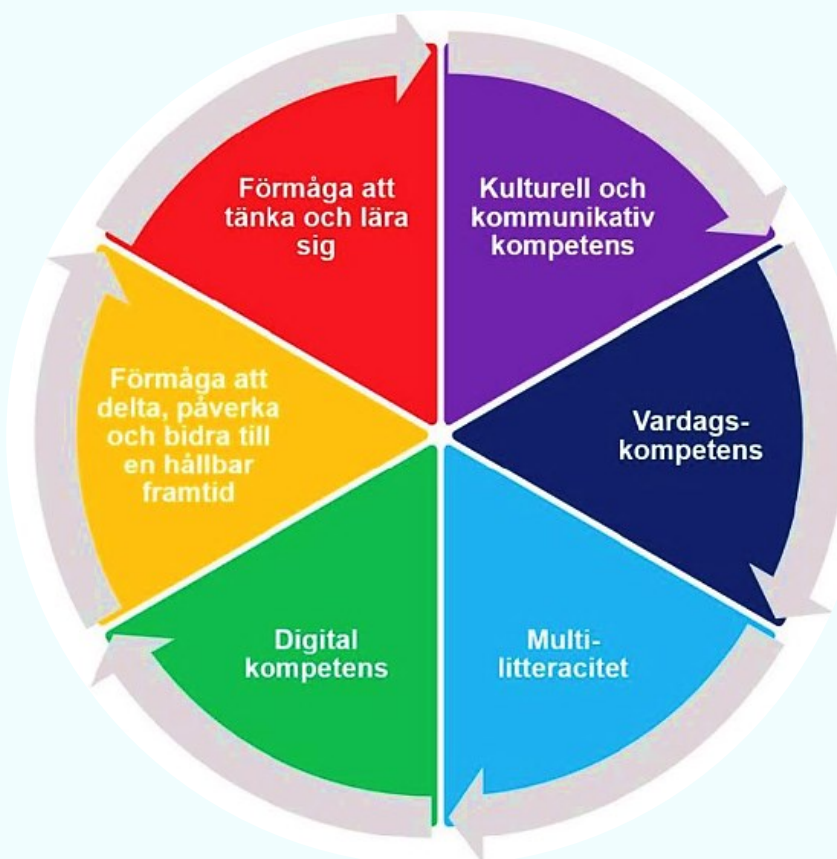 Förmåga att
tänka och lära
sig
Kulturell och
kommunikativ
kompetens
Vardags-
kompetens
Multi-
litteracitet
Digital
kompetens
Förmåga att
delta, påverka
och bidra till
en hållbar
framtid